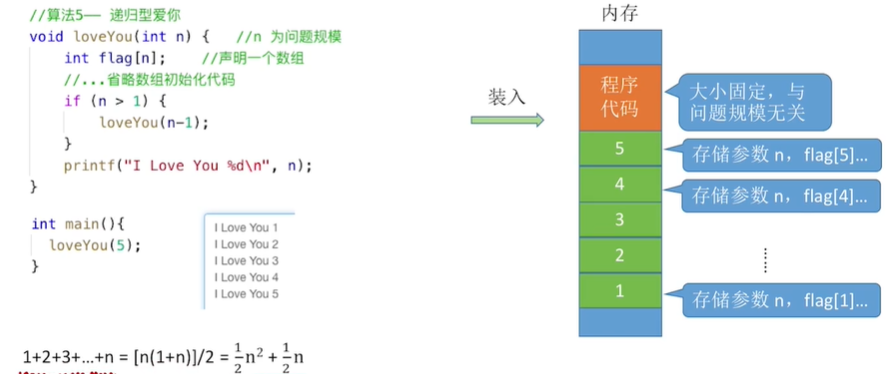 //算法5—— 递归型爱你
void loveYou(int n) {   //n 为问题规模
    int flag[n];    //声明一个数组
    //...省略数组初始化代码
    if (n > 1) {
        loveYou(n-1);
    }
    printf("I Love You %d\n", n);
}
int main(){
  loveYou(5);
}
I Love You 1
I Love You 2
I Love You 3
I Love You 4
I Love You 5
1+2+3+...+n = [n(1+n)]/2 = 1/2 n² + 1/2 n
装入
内存
程序
代码
大小固定，与
问题规模无关
5
存储参数 n，flag[5]...
4
存储参数 n，flag[4]...
3
2
1
存储参数 n，flag[1]...